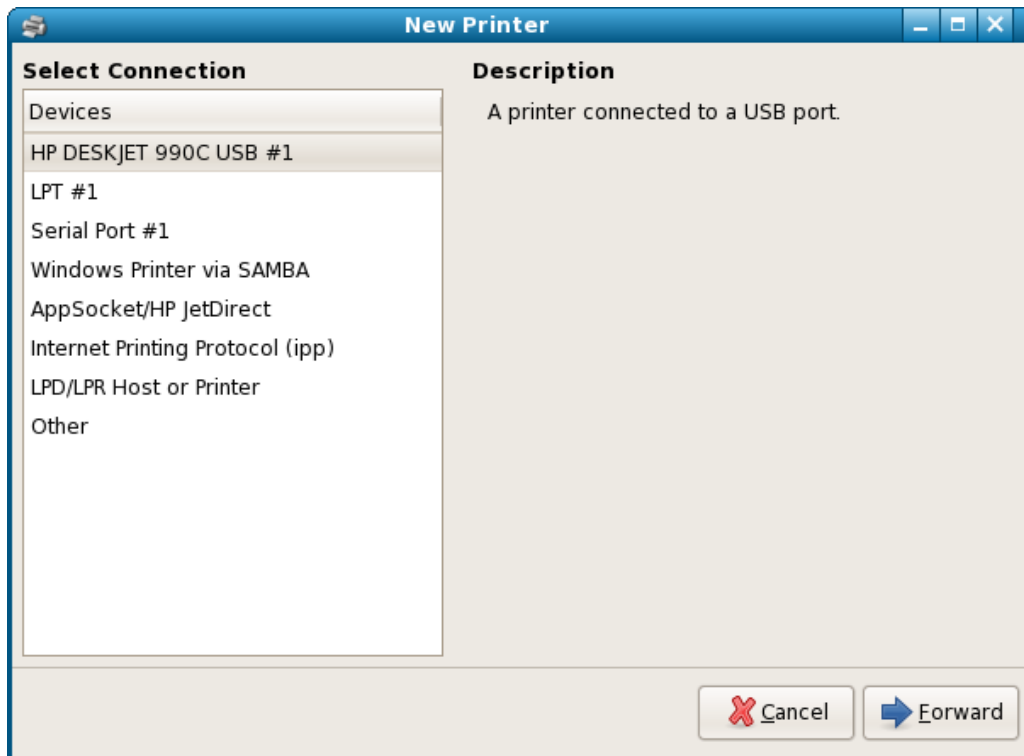 New Printer
Select Connection
Devices
HP DESKJET 990C USB #1
LPT #1
Serial Port #1
Windows Printer via SAMBA
AppSocket/HP JetDirect
Internet Printing Protocol (ipp)
LPD/LPR Host or Printer
Other
Description
A printer connected to a USB port.
Cancel
Forward